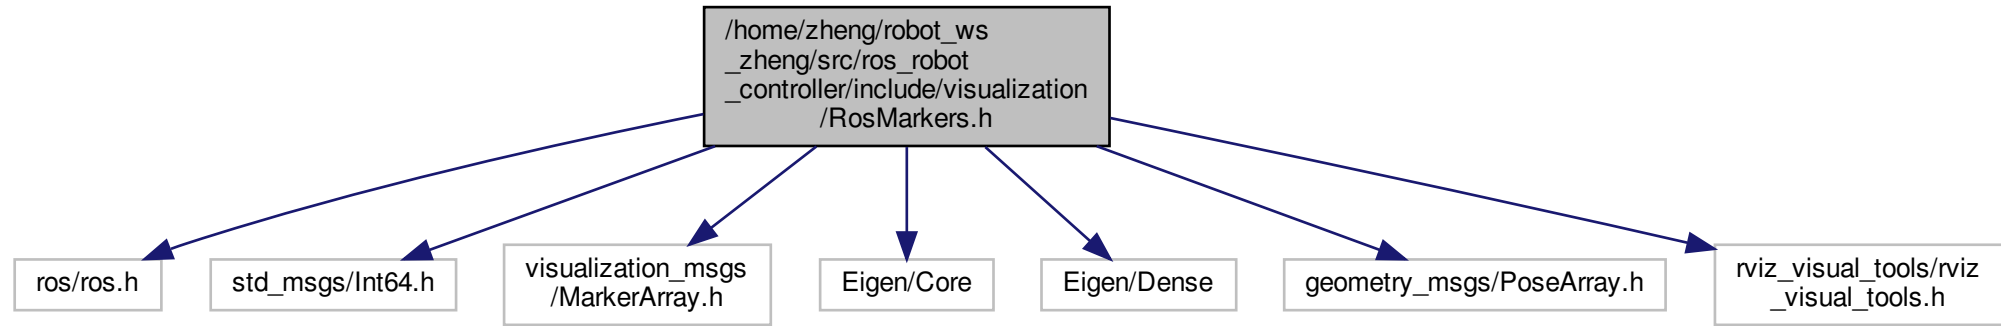 /home/zheng/robot_ws
_zheng/src/ros_robot
_controller/include/visualization
/RosMarkers.h
ros/ros.h
std_msgs/Int64.h
visualization_msgs
/MarkerArray.h
Eigen/Core
Eigen/Dense
geometry_msgs/PoseArray.h
rviz_visual_tools/rviz
_visual_tools.h